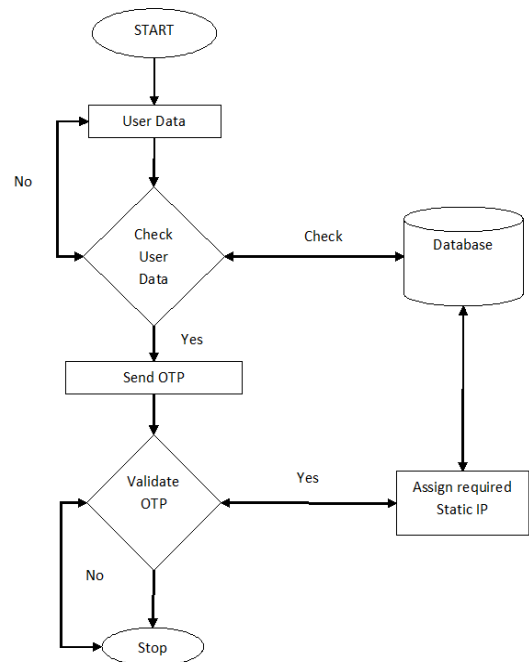 START
User Data
No
Check
User
Data
Check
Database
Yes
Send OTP
Validate
OTP
Yes
Assign required
Static IP
No
Stop